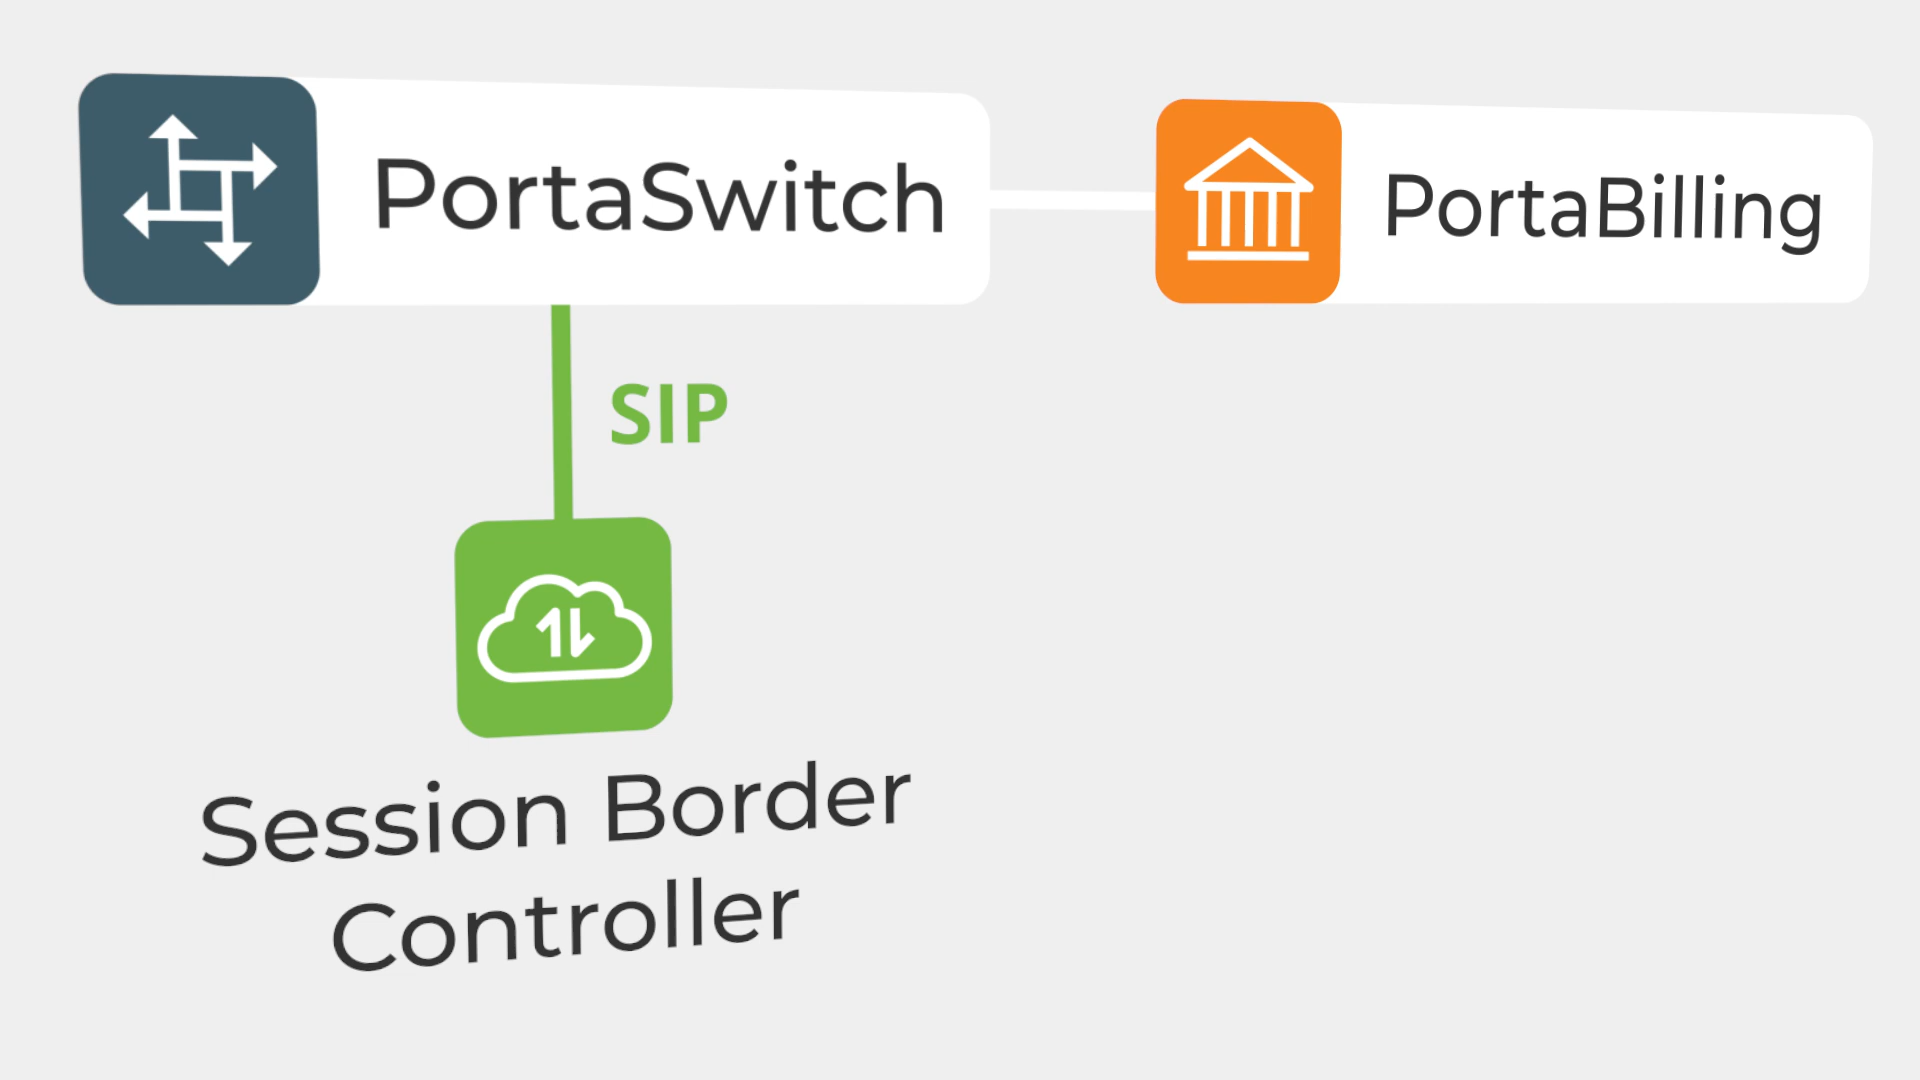 PortaSwitch
PortaBilling
SIP
Session Border
Controller